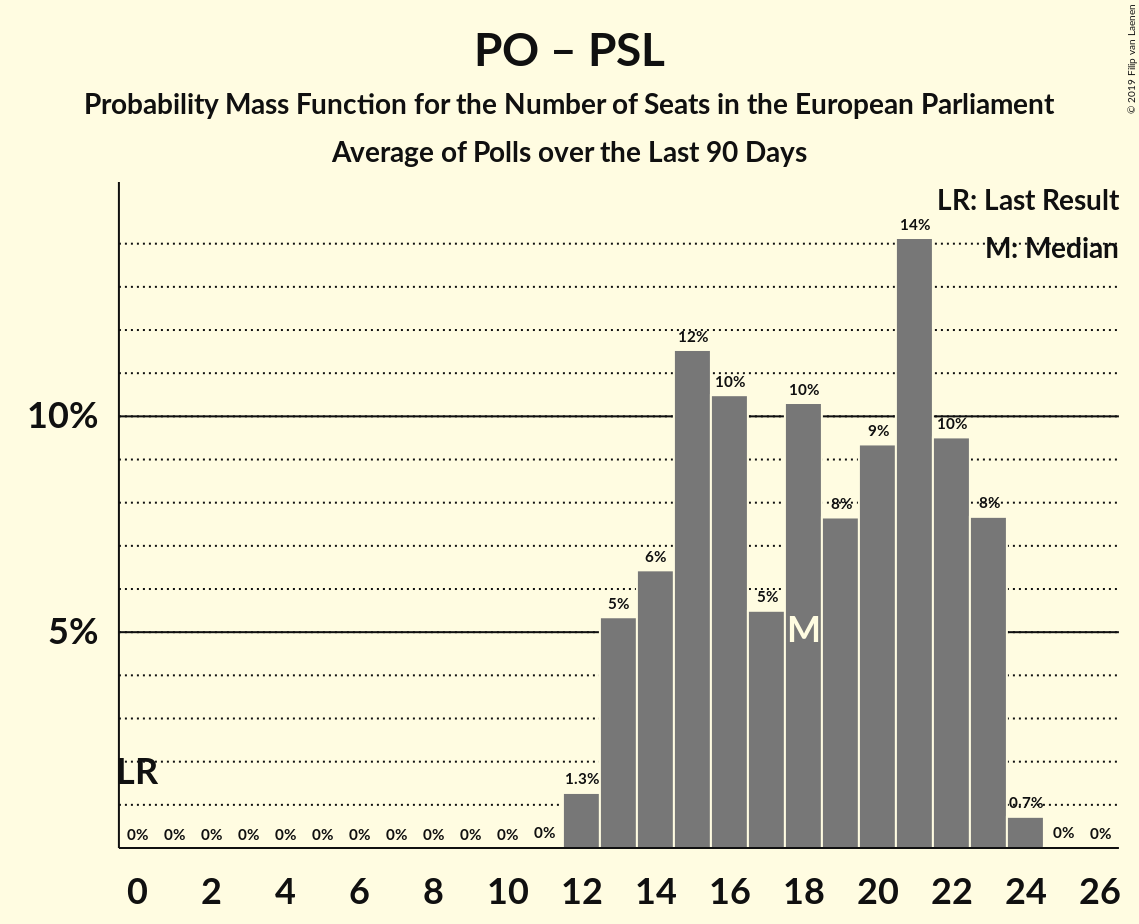 PO – PSL
Probability Mass Function for the Number of Seats in the European Parliament
Average of Polls over the Last 90 Days
© 2019 Filip van Laenen
LR: Last Result
M: Median
14%
12%
10%
10%
10%
9%
10%
8%
8%
6%
5%
5%
5%
M
LR
1.3%
0.7%
0% 0% 0% 0% 0% 0% 0% 0% 0% 0% 0% 0% 0% 0%
0 2 4 6 8 10 12 14 16 18 20 22 24 26